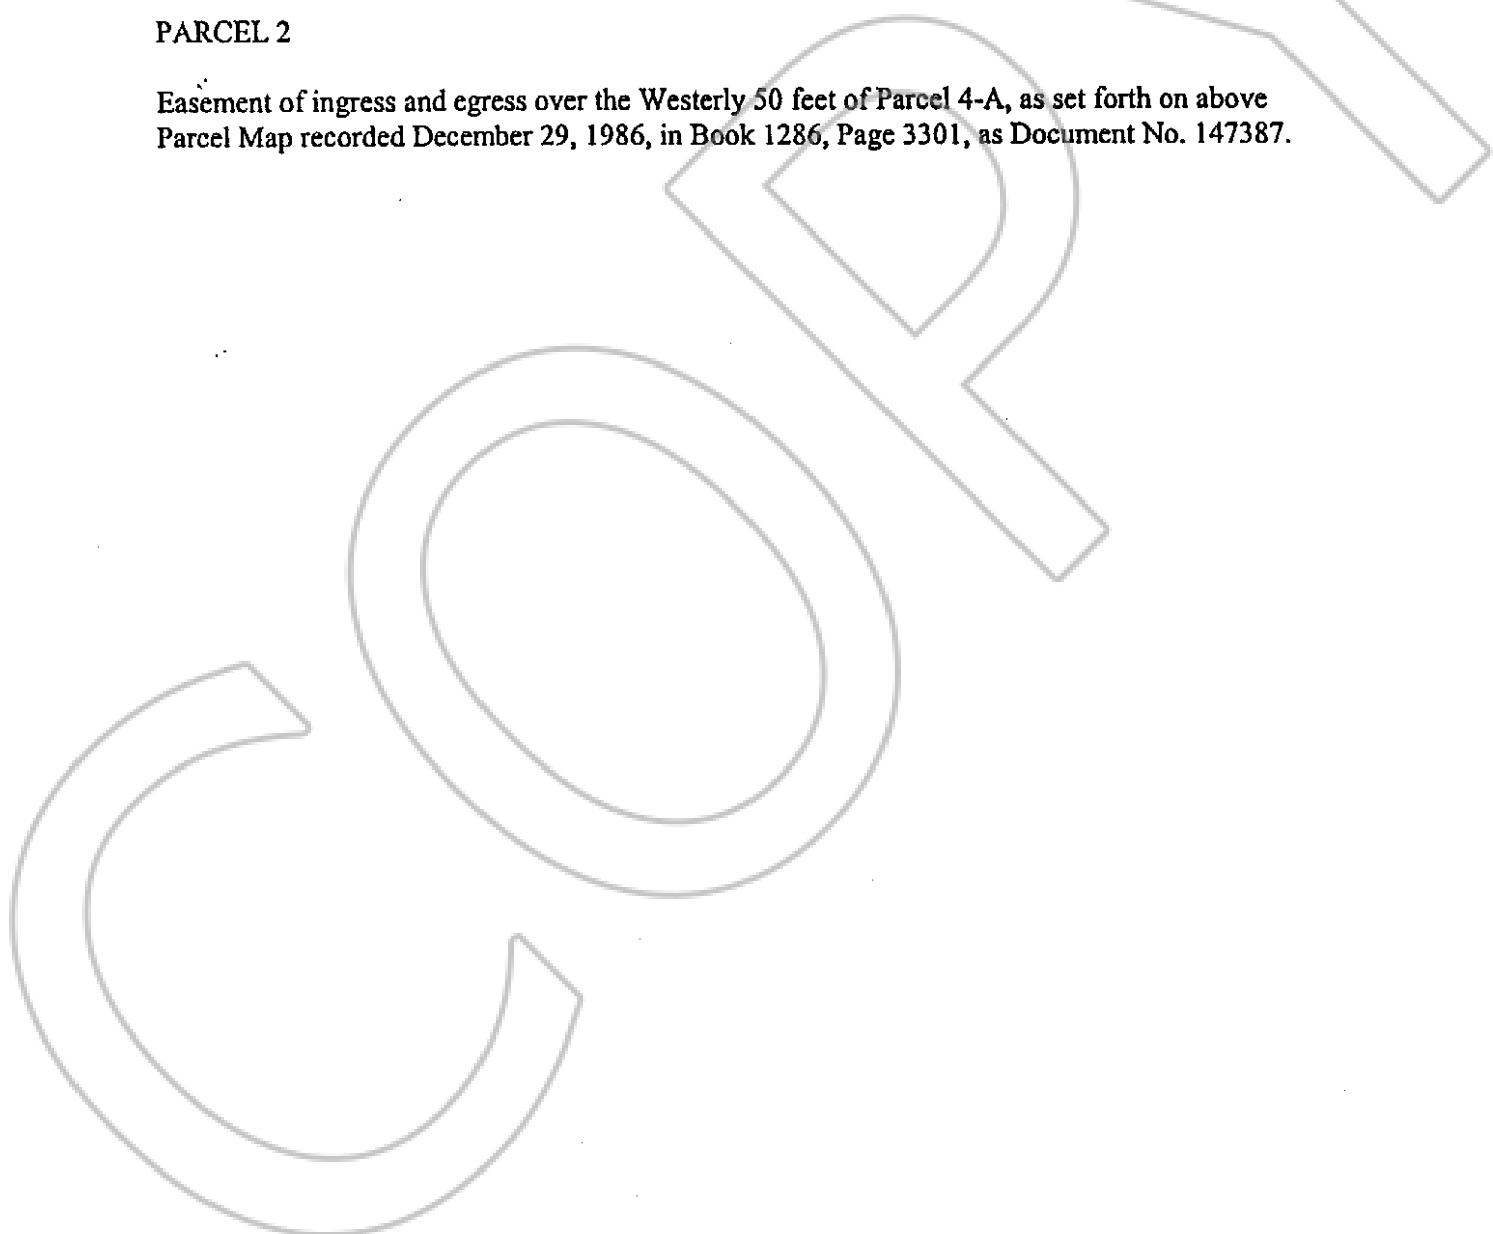 PARCEL 2
Easement of ingress and egress over the Westerly 50 feet of Parcel 4-A, as set forth on above
Parcel Map recorded December 29, 1986, in Book 1286, Page 3301, as Document No. 147387.
COPY